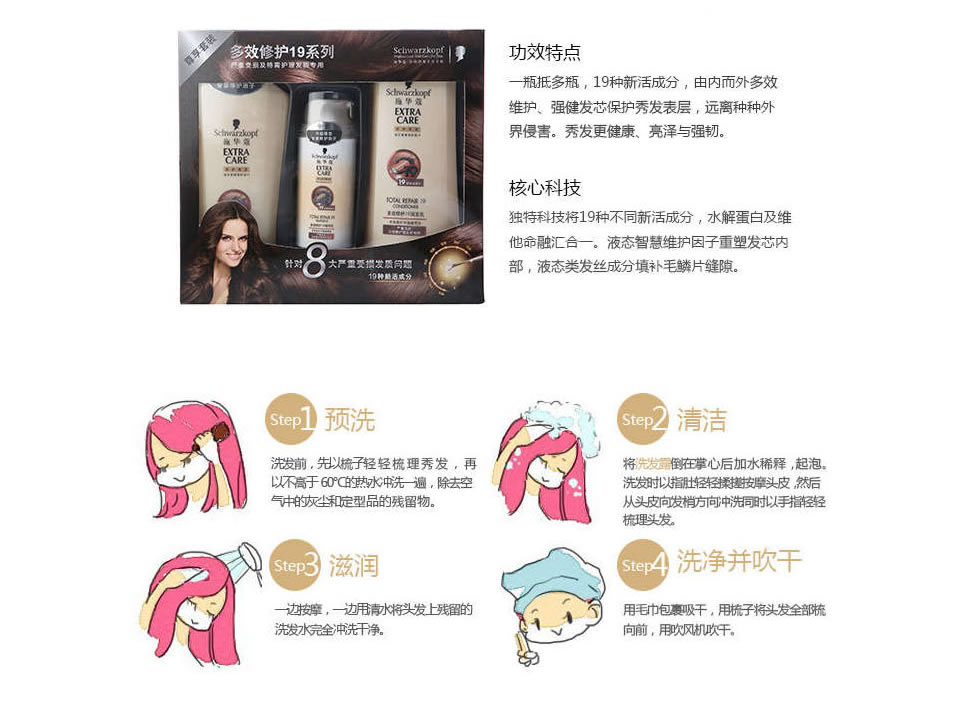 尊享套装
多效修护19系列
严重受损及特需护理发质专用
Schwarzkopf
Schwarzkopf
施华蔻
EXTRA
CARE
Schwarzkopf
施华蔻
EXTRA
CARE
TOTAL REPAIR 19
Schwarzkopf
施华蔻
EXTRA
CARE
19
TOTAL REPAIR 19
CONDITIONER
多效修护19润发乳
针对8大严重受损发质问题
19种新活成分
功效特点
一瓶抵多瓶，19种新活成分，由内而外多效
维护、强健发芯保护秀发表层，远离种种外
界侵害。秀发更健康、亮泽与强韧。
核心科技
独特科技将19种不同新活成分，水解蛋白及维
他命融汇合一。液态智慧维护因子重塑发芯内
部，液态类发丝成分填补毛鳞片缝隙。
Step1 预洗
洗发前，先以梳子轻轻梳理秀发，再
以不高于60℃的热水冲洗一遍，除去空
气中的灰尘和定型品的残留物。
Step2 清洁
将洗发露倒在掌心后加水稀释，起泡。
洗发时以指肚轻轻揉搓按摩头皮，然后
从头皮向发梢方向冲洗同时以手指轻轻
梳理头发。
Step3 滋润
一边按摩，一边用清水将头发上残留的
洗发水完全冲洗干净。
Step4 洗净并吹干
用毛巾包裹吸干，用梳子将头发全部梳
向前，用吹风机吹干。